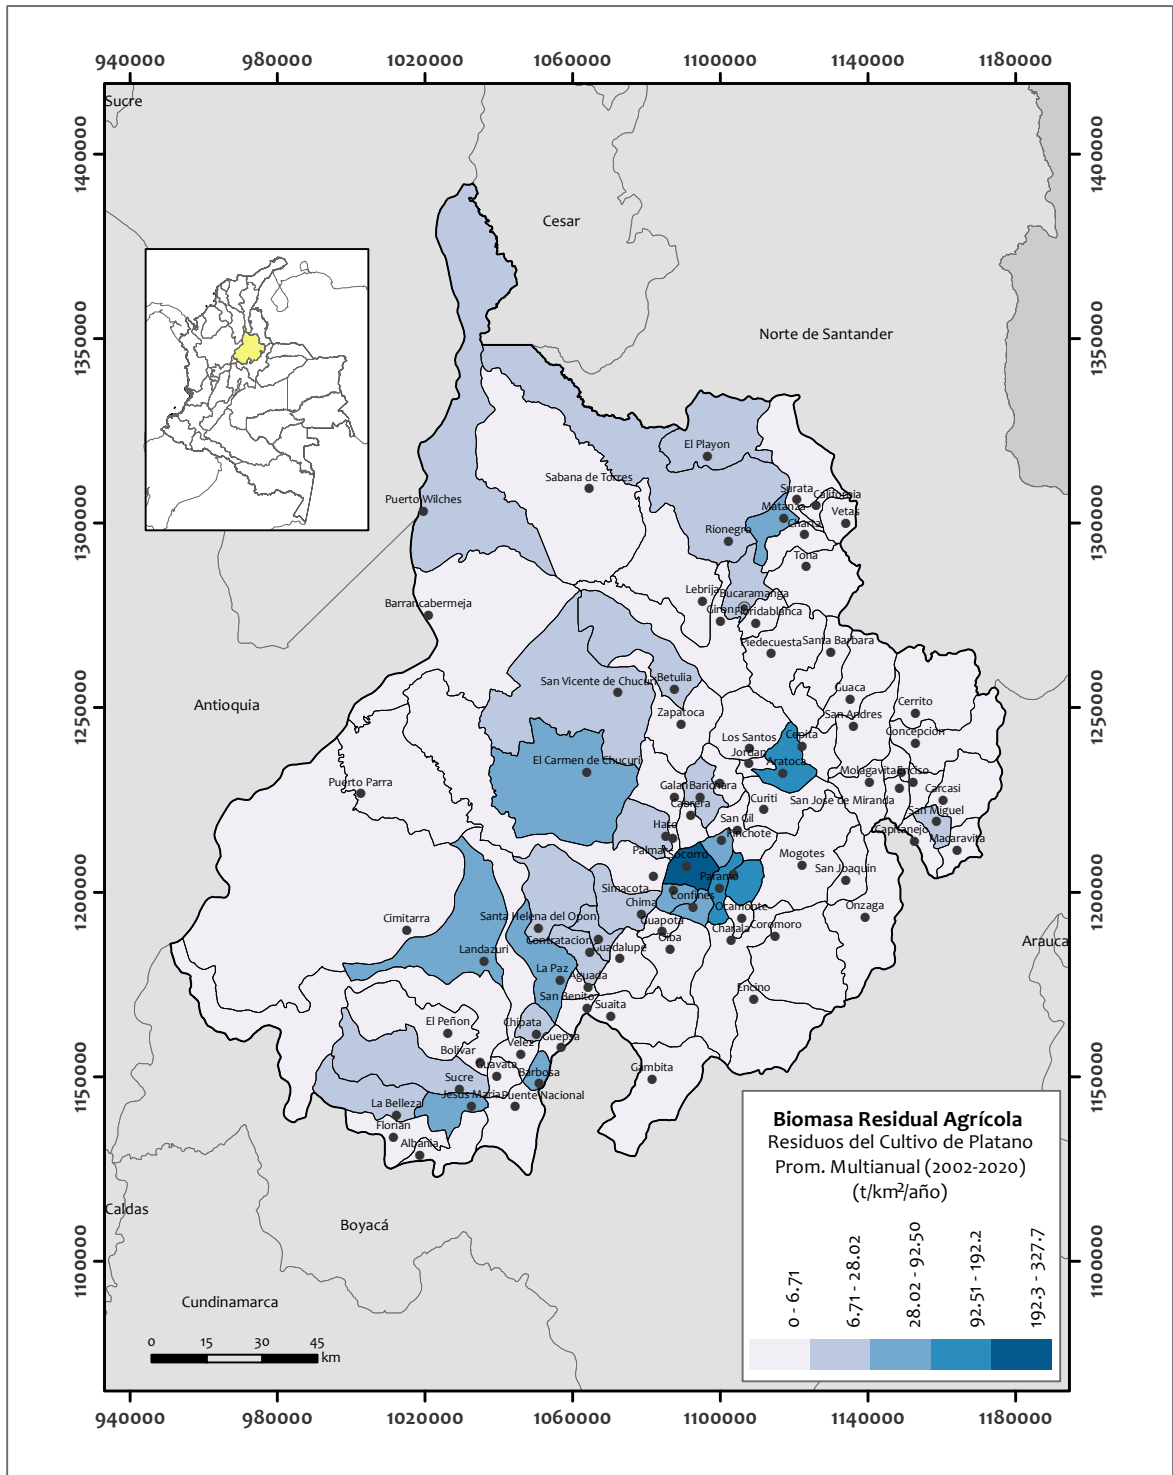 940000 980000 1020000 1060000 1100000 1140000 1180000
1400000 1400000
1350000 1350000
1300000 1300000
1250000 1250000
1200000 1200000
1150000 1150000
1100000 1100000
Sucre
Cesar
Norte de Santander
El Playon
Sabana de Torres
Surata
California
Puerto Wilches
Matanza
Vetas
Charta
Rionegro
Tona
Lebrija
Bucaramanga
Barrancabermeja
Giron
Floridablanca
Piedecuesta
Santa Barbara
San Vicente de Chucuri
Betulia
Guaca
Cerrito
Antioquia
Zapatoca
San Andres
Concepción
Los Santos
Cepita
Jordan
El Carmen de Chucuri
Aratoca
Molagavita
Enciso
Puerto Parra
Galan
Barichara
Carcasi
Curiti
San Jose de Miranda
Cabrera
San Miguel
Hato
San Gil
Capitanejo
Pinchote
Macaravita
Palmar
Socorro
Mogotes
Paramo
San Joaquin
Simacota
Confines
Chima
Ocamonte
Onzaga
Cimitarra
Santa Helena del Opon
Guapota
Charala
Coromoro
Contratacion
Oiba
Arauca
Landazuri
Guadalupe
La Paz
Aguada
Encino
San Benito
Suaita
El Peñon
Chipata
Guepsa
Bolivar
Velez
Guavata
Barbosa
Gambita
Sucre
Jesus Maria
Puente Nacional
La Belleza
Florian
Albania
Caldas
Boyacá
Cundinamarca
Biomasa Residual Agrícola
Residuos del Cultivo de Platano
Prom. Multianual (2002-2020)
(t/km²/año)
0 - 6.71
6.71 - 28.02
28.02 - 92.50
92.51 - 192.2
192.3 - 327.7
0 15 30 45
km
940000 980000 1020000 1060000 1100000 1140000 1180000